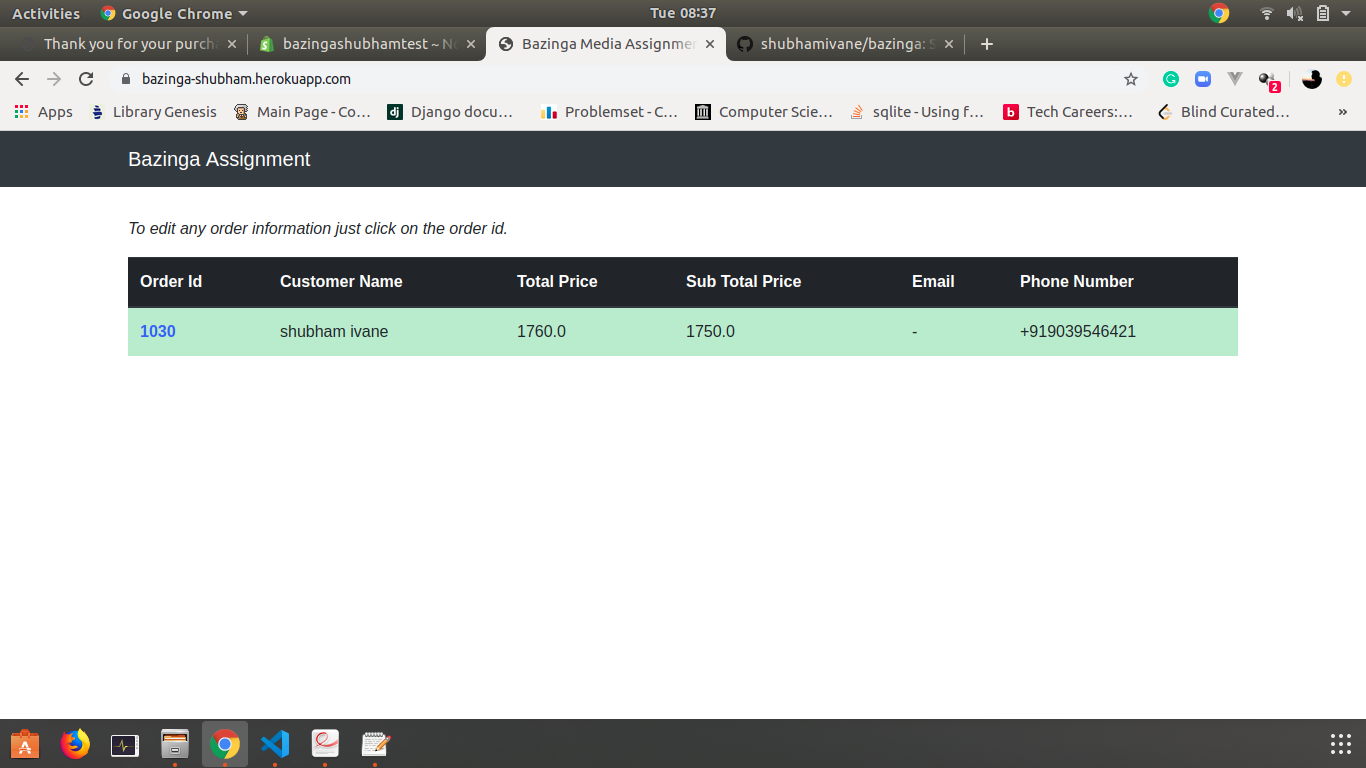 Activities Google Chrome Tue 08:37
Thank you for your purch bazingashubhamtest ~ N Bazinga Media Assignme shubhamivane/bazinga: S
bazinga-shubham.herokuapp.com 2
Apps Library Genesis Main Page - Co… dj Django docu… Problemset - C… Computer Scie… sqlite - Using f… b Tech Careers:… Blind Curated… »
Bazinga Assignment
To edit any order information just click on the order id.
Order Id Customer Name Total Price Sub Total Price Email Phone Number
1030 shubham ivane 1760.0 1750.0 - +919039546421